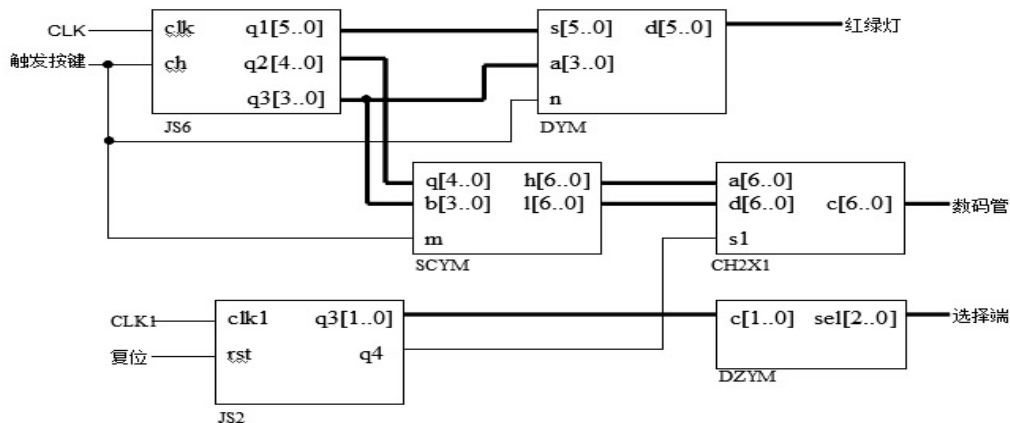 CLK
触发按键
clk
ch
q1[5..0]
q2[4..0]
q3[3..0]
JS6
s[5..0]
d[5..0]
a[3..0]
n
DYM
红绿灯
q[4..0]
h[6..0]
b[3..0]
l[6..0]
m
SCYM
a[6..0]
d[6..0]
c[6..0]
s1
CH2X1
数码管
CLK1
复位
clk1
q3[1..0]
rst
q4
JS2
c[1..0]
sel[2..0]
DZYM
选择端